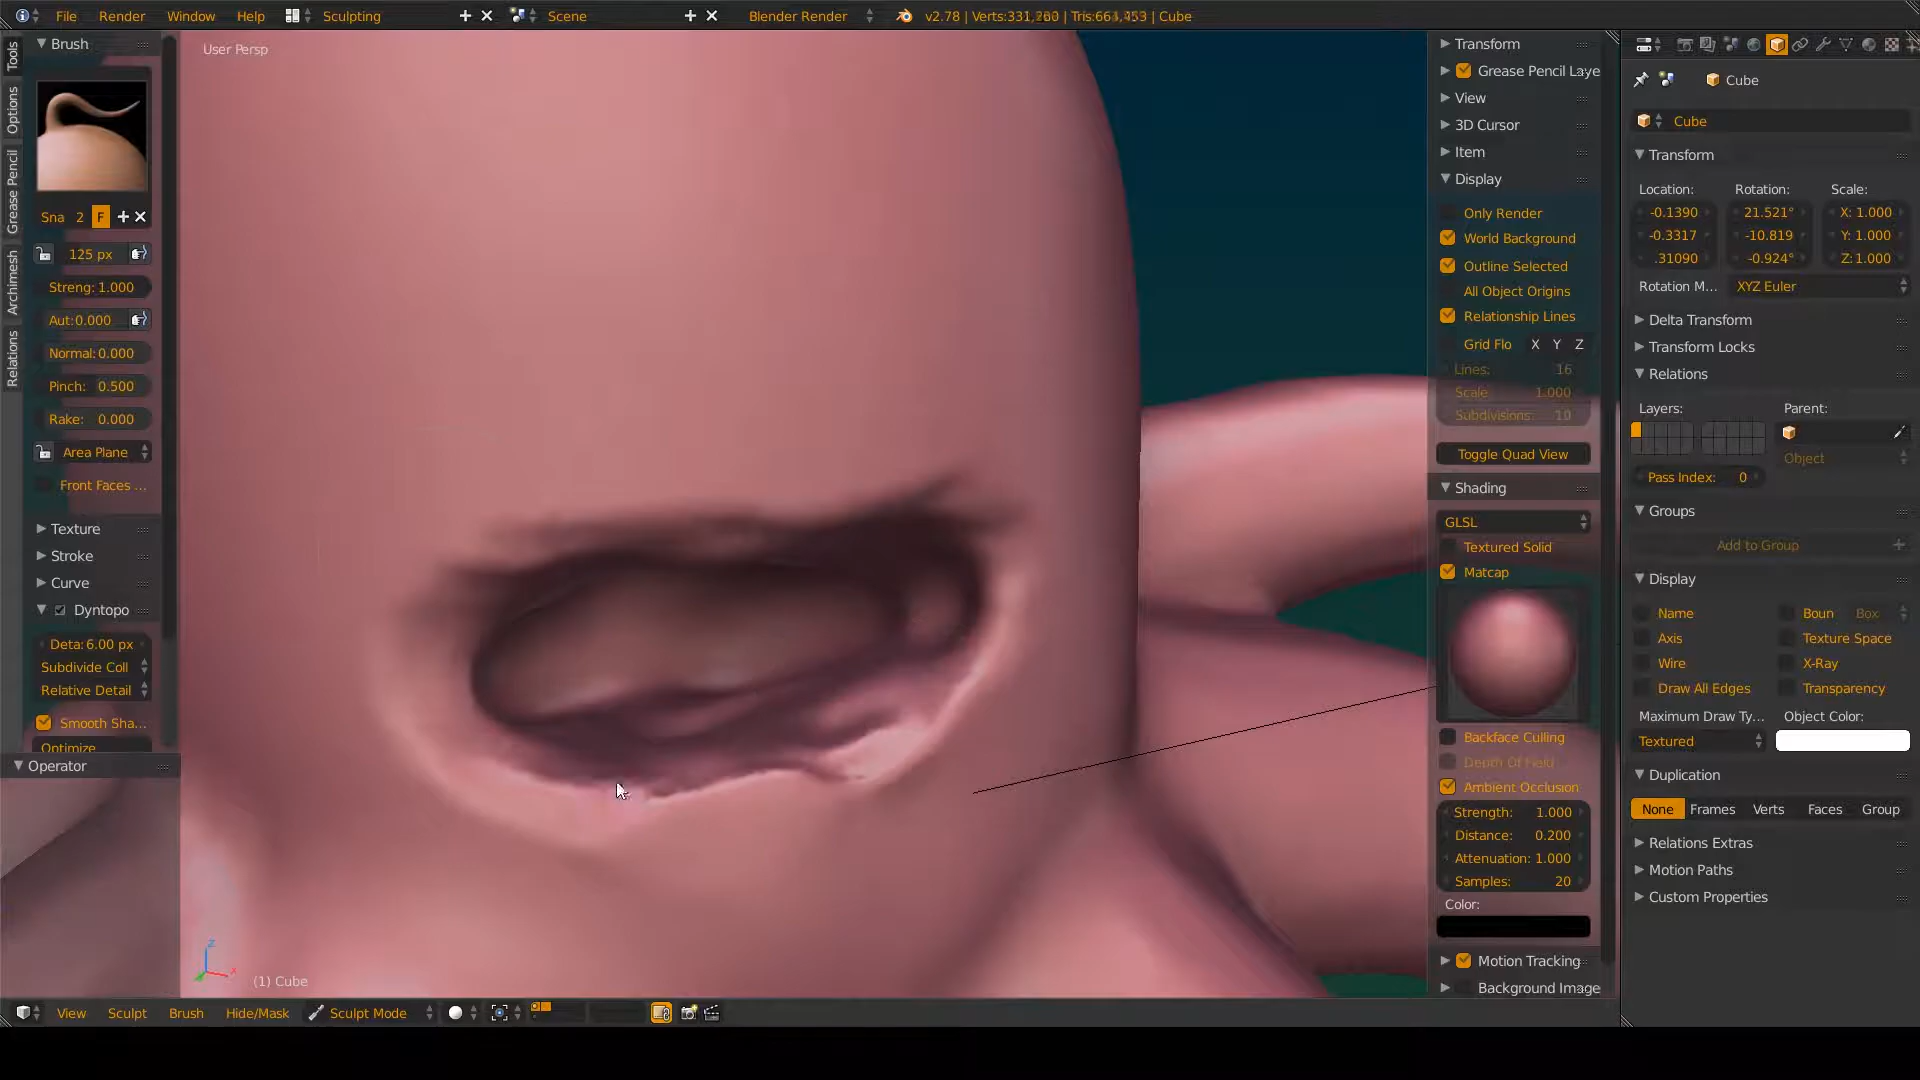 File Render Window Help Sculpting Scene Blender Render v2.78 | Verts:331, | Tris:66 ,453 | Cube
Brush
User Persp
Tools
Options
Grease Pencil
Archimesh
Relations
Sna 2 F
125 px
Streng: 1.000
Aut: 0.000
Normal: 0.000
Pinch: 0.500
Rake: 0.000
Area Plane
Front Faces ...
Texture
Stroke
Curve
Dyntopo
Deta: 6.00 px
Subdivide Coll
Relative Detail
Smooth Sha...
Optimize
Operator
(1) Cube
View Sculpt Brush Hide/Mask Sculpt Mode
Transform
Grease Pencil Laye
View
3D Cursor
Item
Display
Only Render
World Background
Outline Selected
All Object Origins
Relationship Lines
Grid Flo X Y Z
Lines: 16
Scale: 1.000
Subdivisions: 10
Toggle Quad View
Shading
GLSL
Textured Solid
Matcap
Backface Culling
Depth Of Field
Ambient Occlusion
Strength: 1.000
Distance: 0.200
Attenuation: 1.000
Samples: 20
Color:
Motion Tracking
Background Image
Cube
Cube
Transform
Location: Rotation: Scale:
-0.1390 21.521° X: 1.000
-0.3317 -10.819 Y: 1.000
.31090 -0.924° Z: 1.000
Rotation M... XYZ Euler
Delta Transform
Transform Locks
Relations
Layers: Parent:
Object
Pass Index: 0
Groups
Add to Group
Display
Name Boun Box
Axis Texture Space
Wire X-Ray
Draw All Edges Transparency
Maximum Draw Ty... Object Color:
Textured
Duplication
None Frames Verts Faces Group
Relations Extras
Motion Paths
Custom Properties